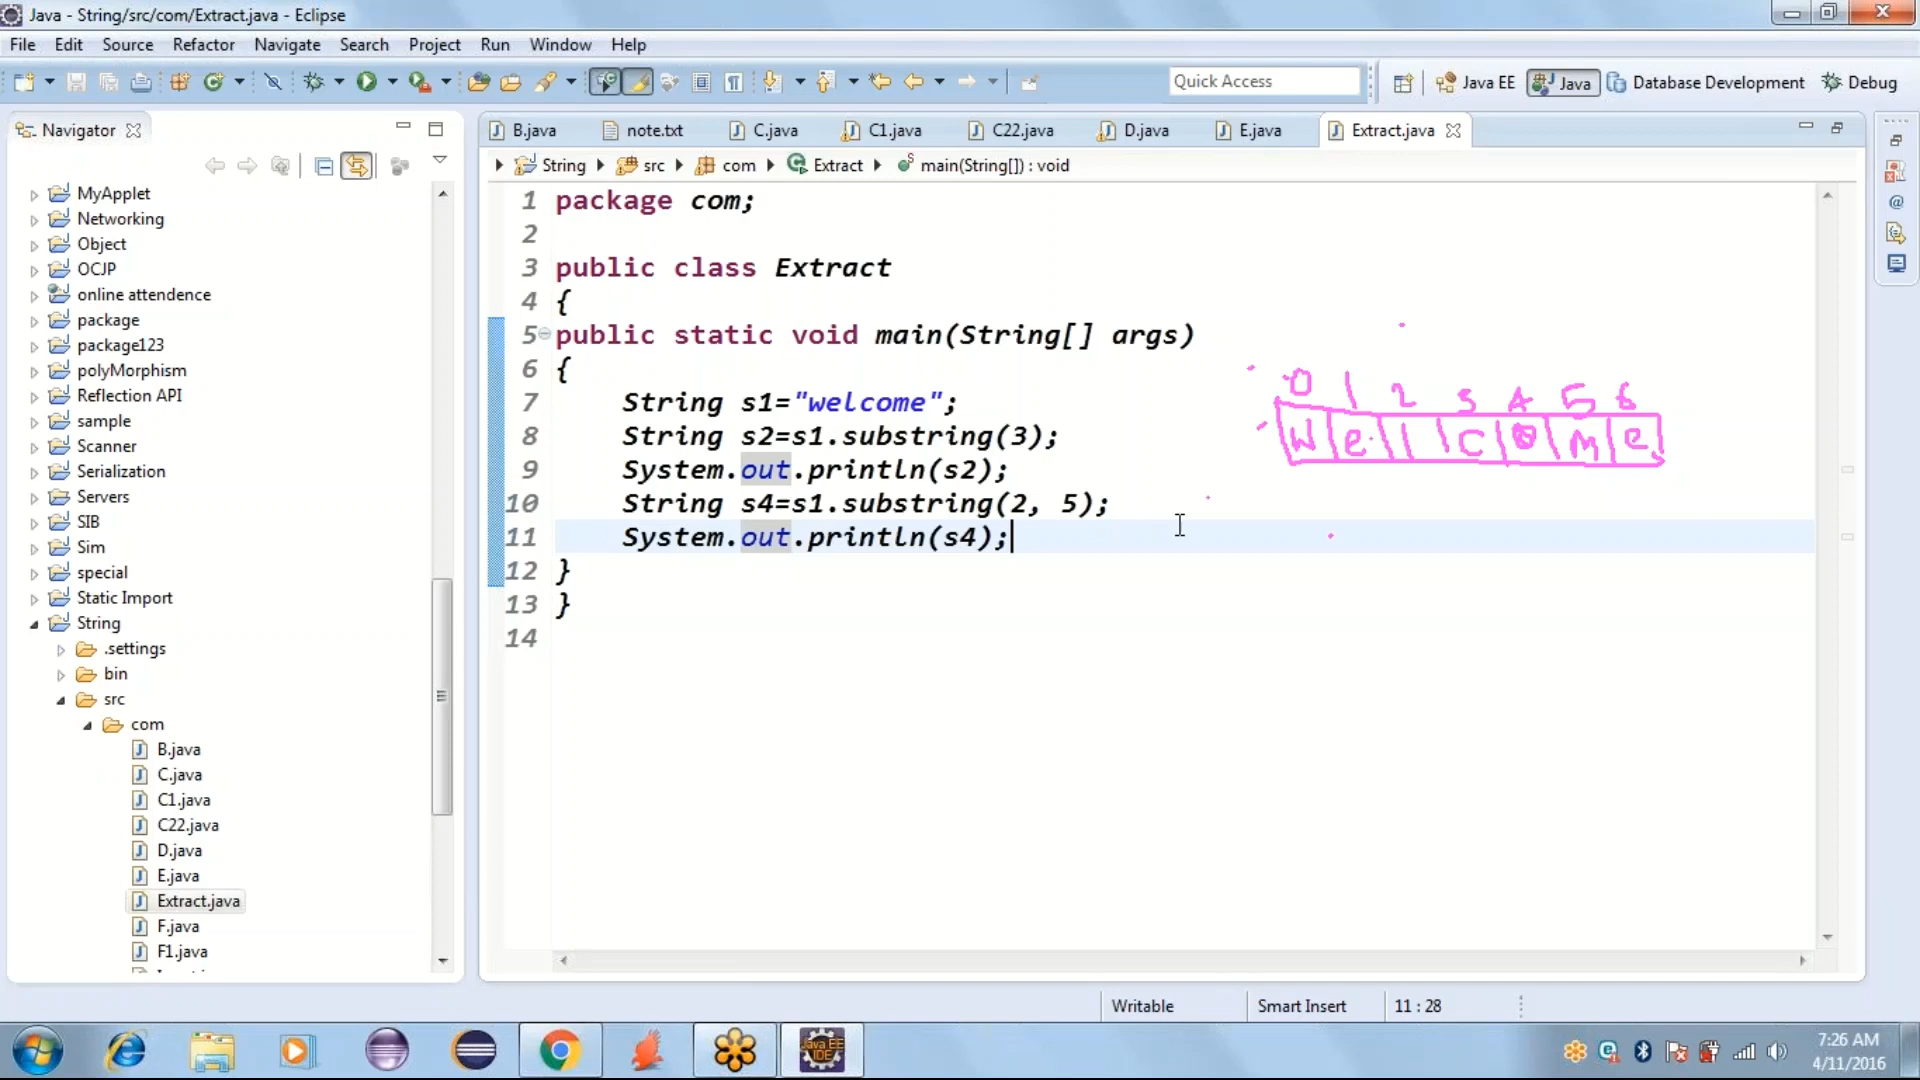 Java - String/src/com/Extract.java - Eclipse
File Edit Source Refactor Navigate Search Project Run Window Help
Quick Access
Java EE Java Database Development Debug
Navigator
B.java note.txt C.java C1.java C22.java D.java E.java Extract.java
String src com Extract main(String[]) : void
MyApplet
Networking
Object
OCJP
online attendence
package
package123
polyMorphism
Reflection API
sample
Scanner
Serialization
Servers
SIB
Sim
special
Static Import
String
.settings
bin
src
com
B.java
C.java
C1.java
C22.java
D.java
E.java
Extract.java
F.java
F1.java
1 package com;
2
3 public class Extract
4 {
5 public static void main(String[] args)
6 {
7 String s1="welcome";
8 String s2=s1.substring(3);
9 System.out.println(s2);
10 String s4=s1.substring(2, 5);
11 System.out.println(s4);
12 }
13 }
14
0 1 2 3 4 5 6
W e l c o m e
Writable Smart Insert 11 : 28
Java EE
IDE
7:26 AM
4/11/2016